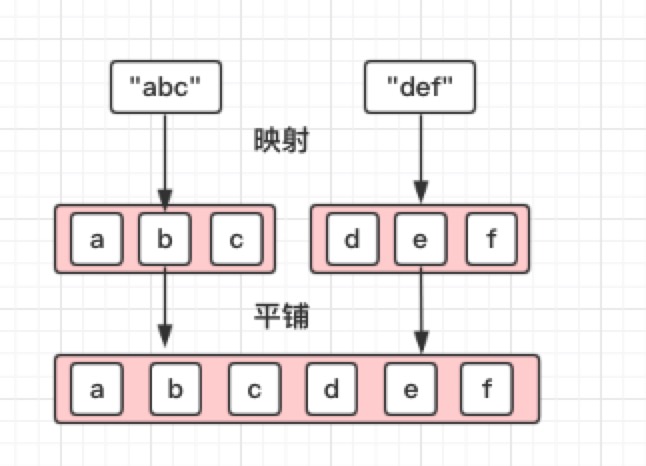 "abc" "def"
映射
a b c d e f
平铺
a b c d e f